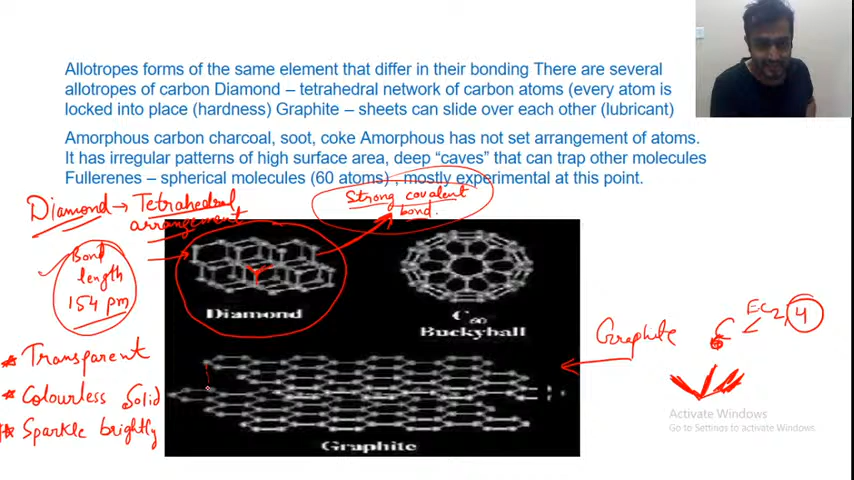 Allotropes forms of the same element that differ in their bonding There are several
allotropes of carbon Diamond – tetrahedral network of carbon atoms (every atom is
locked into place (hardness) Graphite – sheets can slide over each other (lubricant)
Amorphous carbon charcoal, soot, coke Amorphous has not set arrangement of atoms.
It has irregular patterns of high surface area, deep “caves” that can trap other molecules
Fullerenes – spherical molecules (60 atoms) , mostly experimental at this point.
Diamond → Tetrahedral
arrangement
Strong covalent
bond.
Bond
length
154 pm
Diamond
C60
Buckyball
Graphite
C
EC 2, 4
* Transparent
* Colourless Solid
* Sparkle brightly
Graphite
Activate Windows
Go to Settings to activate Windows.